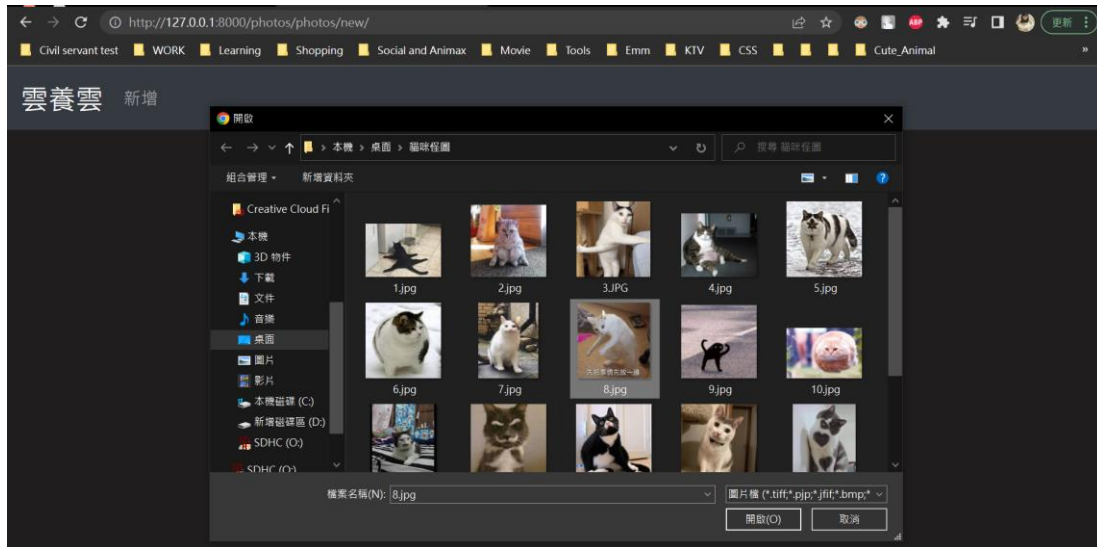 http://127.0.0.1:8000/photos/photos/new/
更新
Civil servant test WORK Learning Shopping Social and Animax Movie Tools Emm KTV CSS Cute_Animal »
雲養雲 新增
開啟
本機 › 桌面 › 貓咪怪圖
搜尋 貓咪怪圖
組合管理 新增資料夾
Creative Cloud Fi
本機
3D 物件
下載
文件
音樂
桌面
圖片
影片
本機磁碟 (C:)
新增磁碟區 (D:)
SDHC (O:)
SDHC (O:)
1.jpg 2.jpg 3.JPG 4.jpg 5.jpg
6.jpg 7.jpg 8.jpg 9.jpg 10.jpg
檔案名稱(N): 8.jpg
圖片檔 (*.tiff;*.pjp;*.jfif;*.bmp;*
開啟(O) 取消